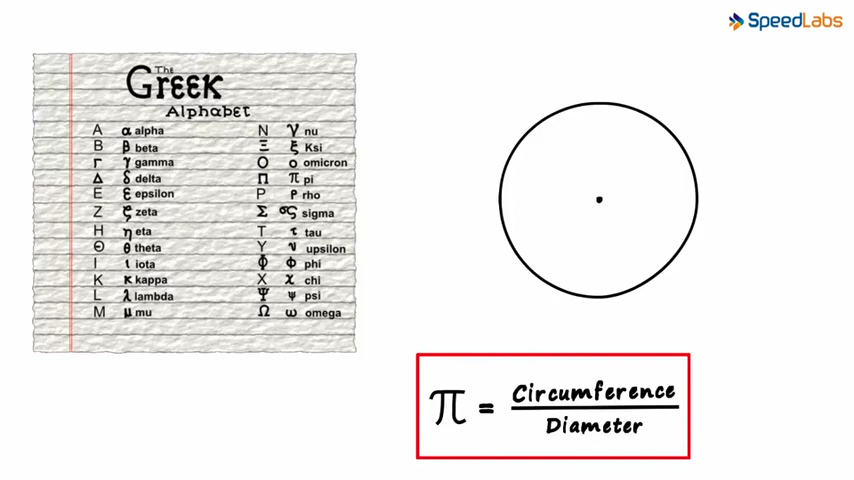 SpeedLabs
The
Greek
Alphabet
Α α alpha
Β β beta
Γ γ gamma
Δ δ delta
Ε ε epsilon
Ζ ζ zeta
Η η eta
Θ θ theta
Ι ι iota
Κ κ kappa
L λ lambda
Μ μ mu
Ν ν nu
Ξ ξ Ksi
Ο ο omicron
Π π pi
Ρ ρ rho
Σ σς sigma
Τ τ tau
Υ υ upsilon
Φ φ phi
Χ χ chi
Ψ ψ psi
Ω ω omega
π = Circumference
Diameter